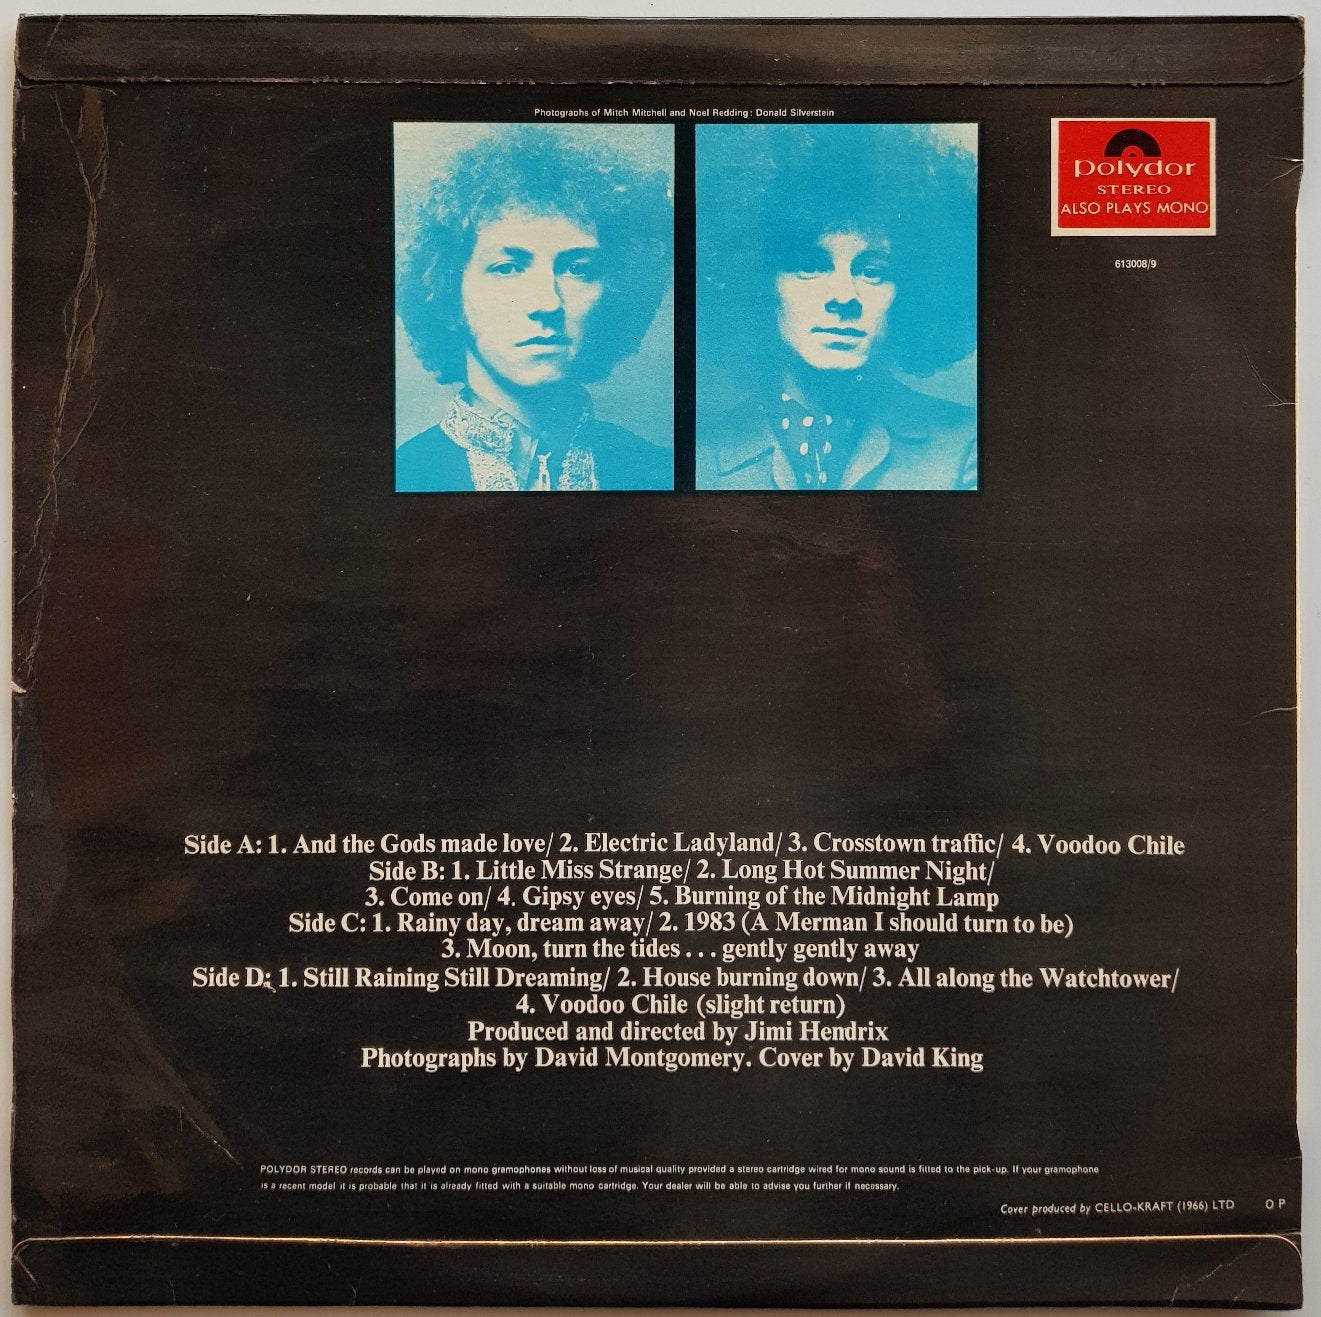 Photographs of Mitch Mitchell and Noel Redding: Donald Silverstein
Polydor
STEREO
ALSO PLAYS MONO
613008/9
Side A: 1. And the Gods made love/ 2. Electric Ladyland/ 3. Crosstown traffic/ 4. Voodoo Chile
Side B: 1. Little Miss Strange/ 2. Long Hot Summer Night/
3. Come on/ 4. Gipsy eyes/ 5. Burning of the Midnight Lamp
Side C: 1. Rainy day, dream away/ 2. 1983 (A Merman I should turn to be)
3. Moon, turn the tides . . . gently gently away
Side D: 1. Still Raining Still Dreaming/ 2. House burning down/ 3. All along the Watchtower/
4. Voodoo Chile (slight return)
Produced and directed by Jimi Hendrix
Photographs by David Montgomery. Cover by David King
POLYDOR STEREO records can be played on mono gramophones without loss of musical quality provided a stereo cartridge wired for mono sound is fitted to the pick-up. If your gramophone
is a recent model it is probable that it is already fitted with a suitable mono cartridge. Your dealer will be able to advise you further if necessary.
Cover produced by CELLO-KRAFT (1966) LTD O P